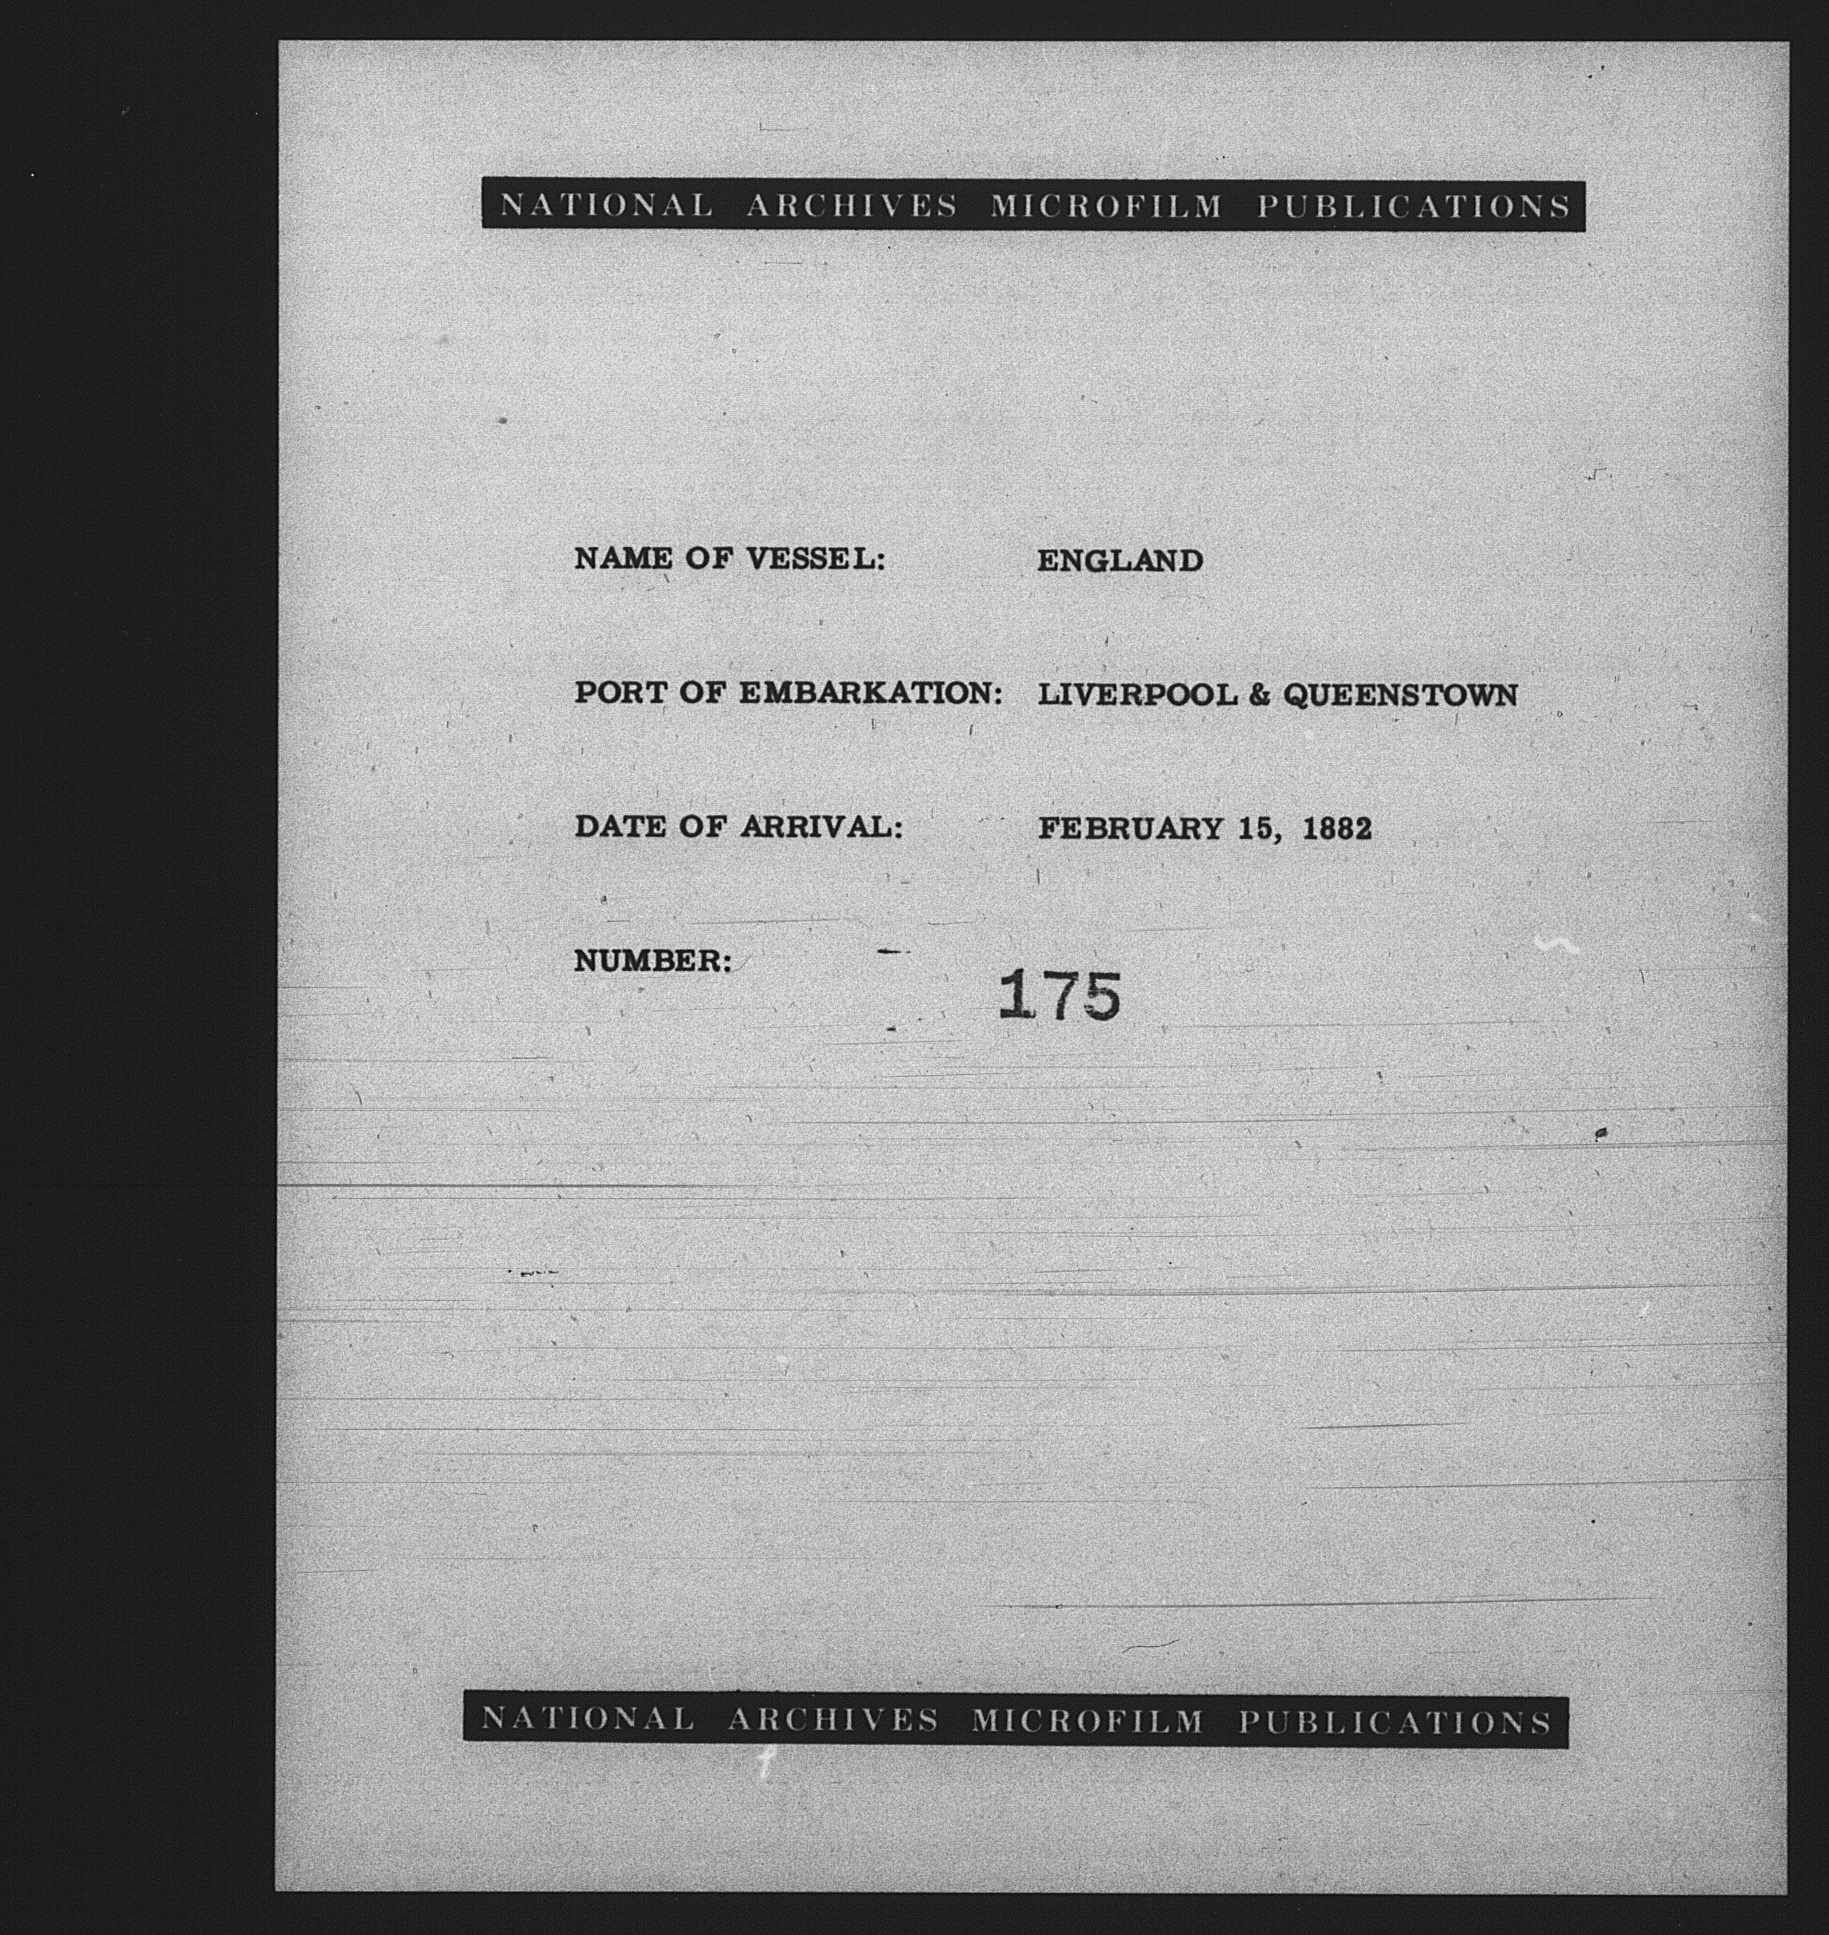 NATIONAL ARCHIVES MICROFILM PUBLICATIONS
NAME OF VESSEL: ENGLAND
PORT OF EMBARKATION: LIVERPOOL & QUEENSTOWN
DATE OF ARRIVAL: FEBRUARY 15, 1882
NUMBER: 175
NATIONAL ARCHIVES MICROFILM PUBLICATIONS